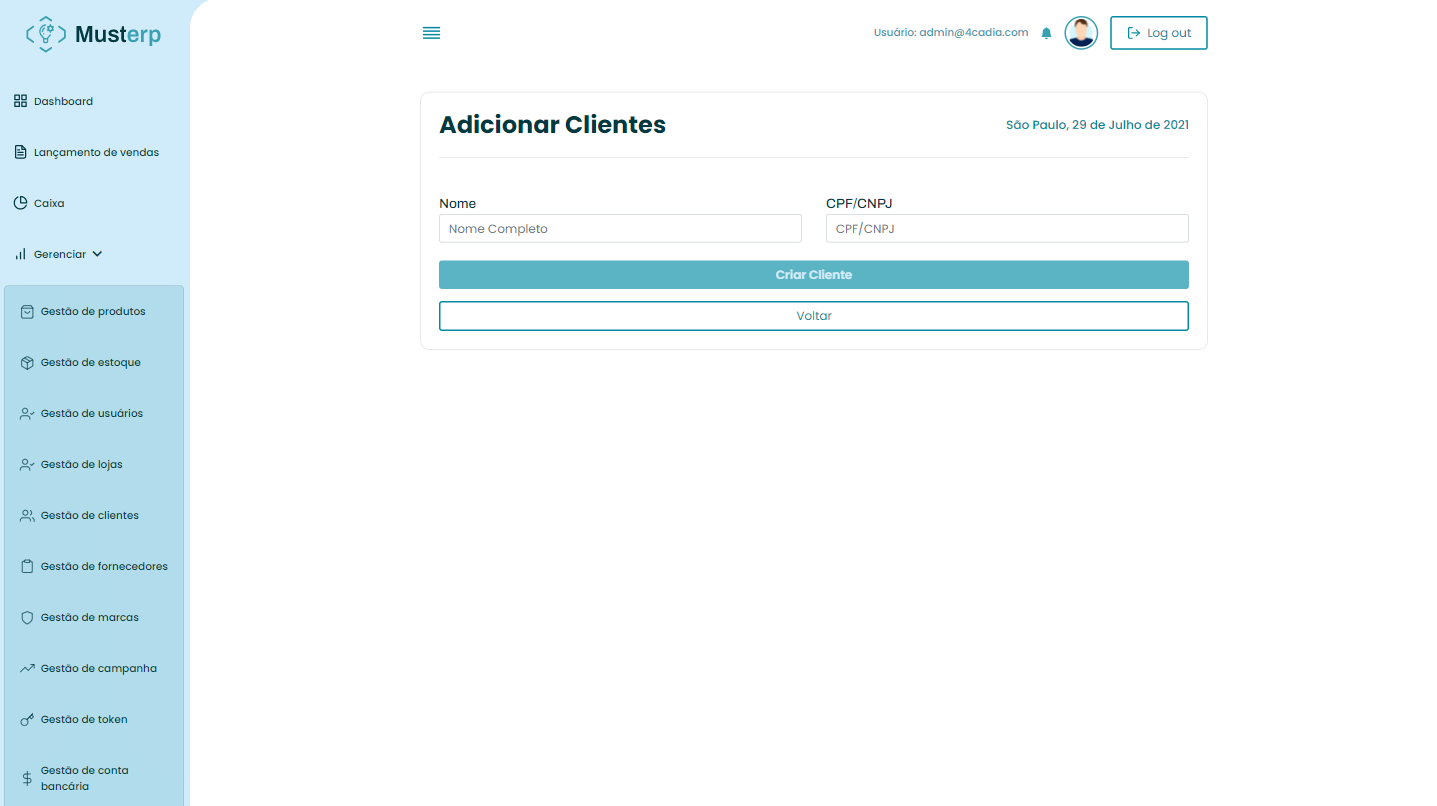 Musterp
Usuário: admin@4cadia.com
Log out
Dashboard
Lançamento de vendas
Caixa
Gerenciar
Gestão de produtos
Gestão de estoque
Gestão de usuários
Gestão de lojas
Gestão de clientes
Gestão de fornecedores
Gestão de marcas
Gestão de campanha
Gestão de token
Gestão de conta
bancária
Adicionar Clientes
São Paulo, 29 de Julho de 2021
Nome
CPF/CNPJ
Nome Completo
CPF/CNPJ
Criar Cliente
Voltar